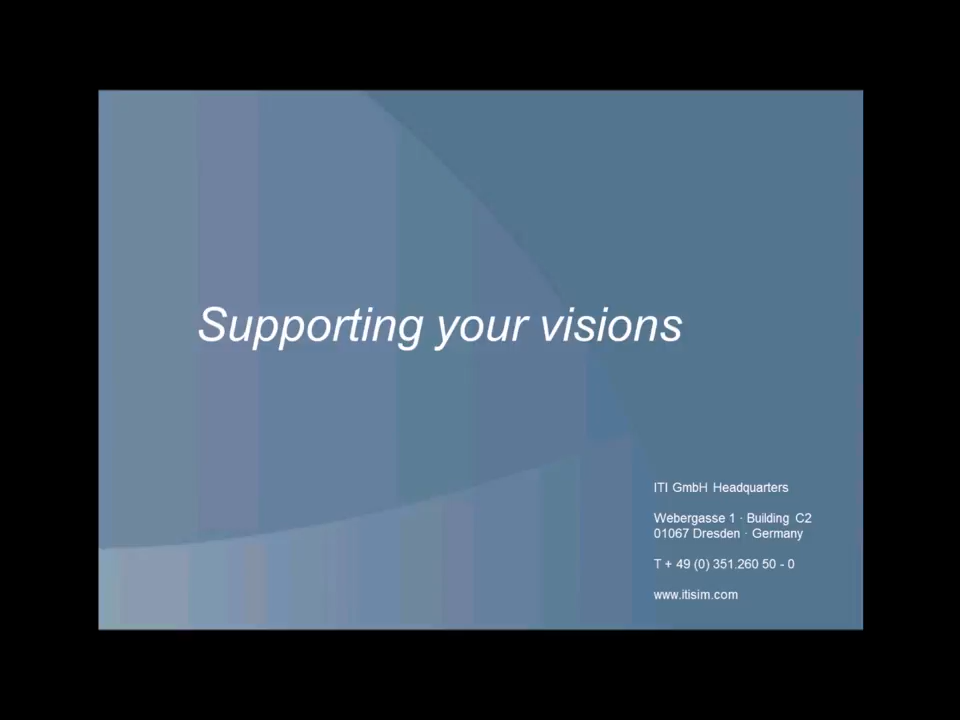 Supporting your visions
ITI GmbH Headquarters
Webergasse 1 · Building C2
01067 Dresden · Germany
T + 49 (0) 351.260 50 - 0
www.itisim.com